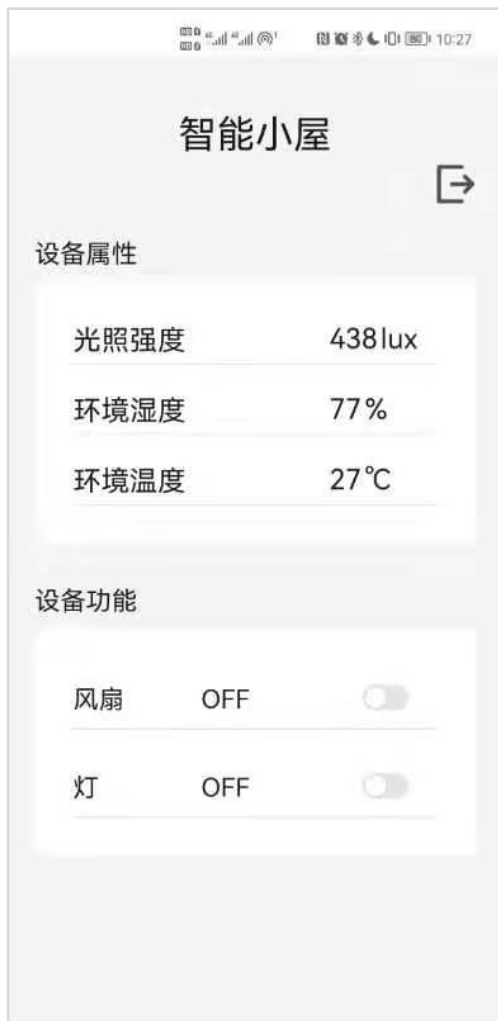 10:27
智能小屋
设备属性
光照强度 438lux
环境湿度 77%
环境温度 27℃
设备功能
风扇 OFF
灯 OFF